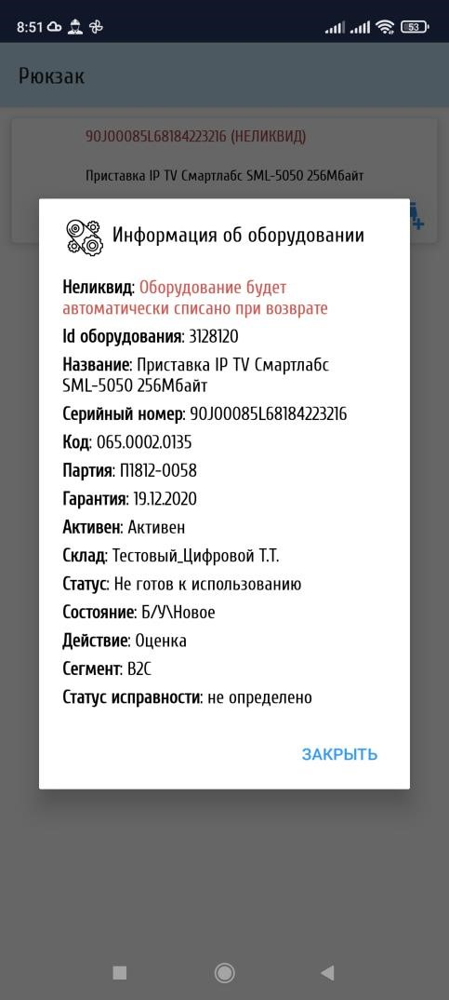 8:51
53
Рюкзак
90J00085L68184223216 (НЕЛИКВИД)
Приставка IP TV Смартлабс SML-5050 256Мбайт
Информация об оборудовании
Неликвид: Оборудование будет
автоматически списано при возврате
Id оборудования: 3128120
Название: Приставка IP TV Смартлабс
SML-5050 256Мбайт
Серийный номер: 90J00085L68184223216
Код: 065.0002.0135
Партия: П1812-0058
Гарантия: 19.12.2020
Активен: Активен
Склад: Тестовый_Цифровой Т.Т.
Статус: Не готов к использованию
Состояние: Б/У\Новое
Действие: Оценка
Сегмент: B2C
Статус исправности: не определено
ЗАКРЫТЬ